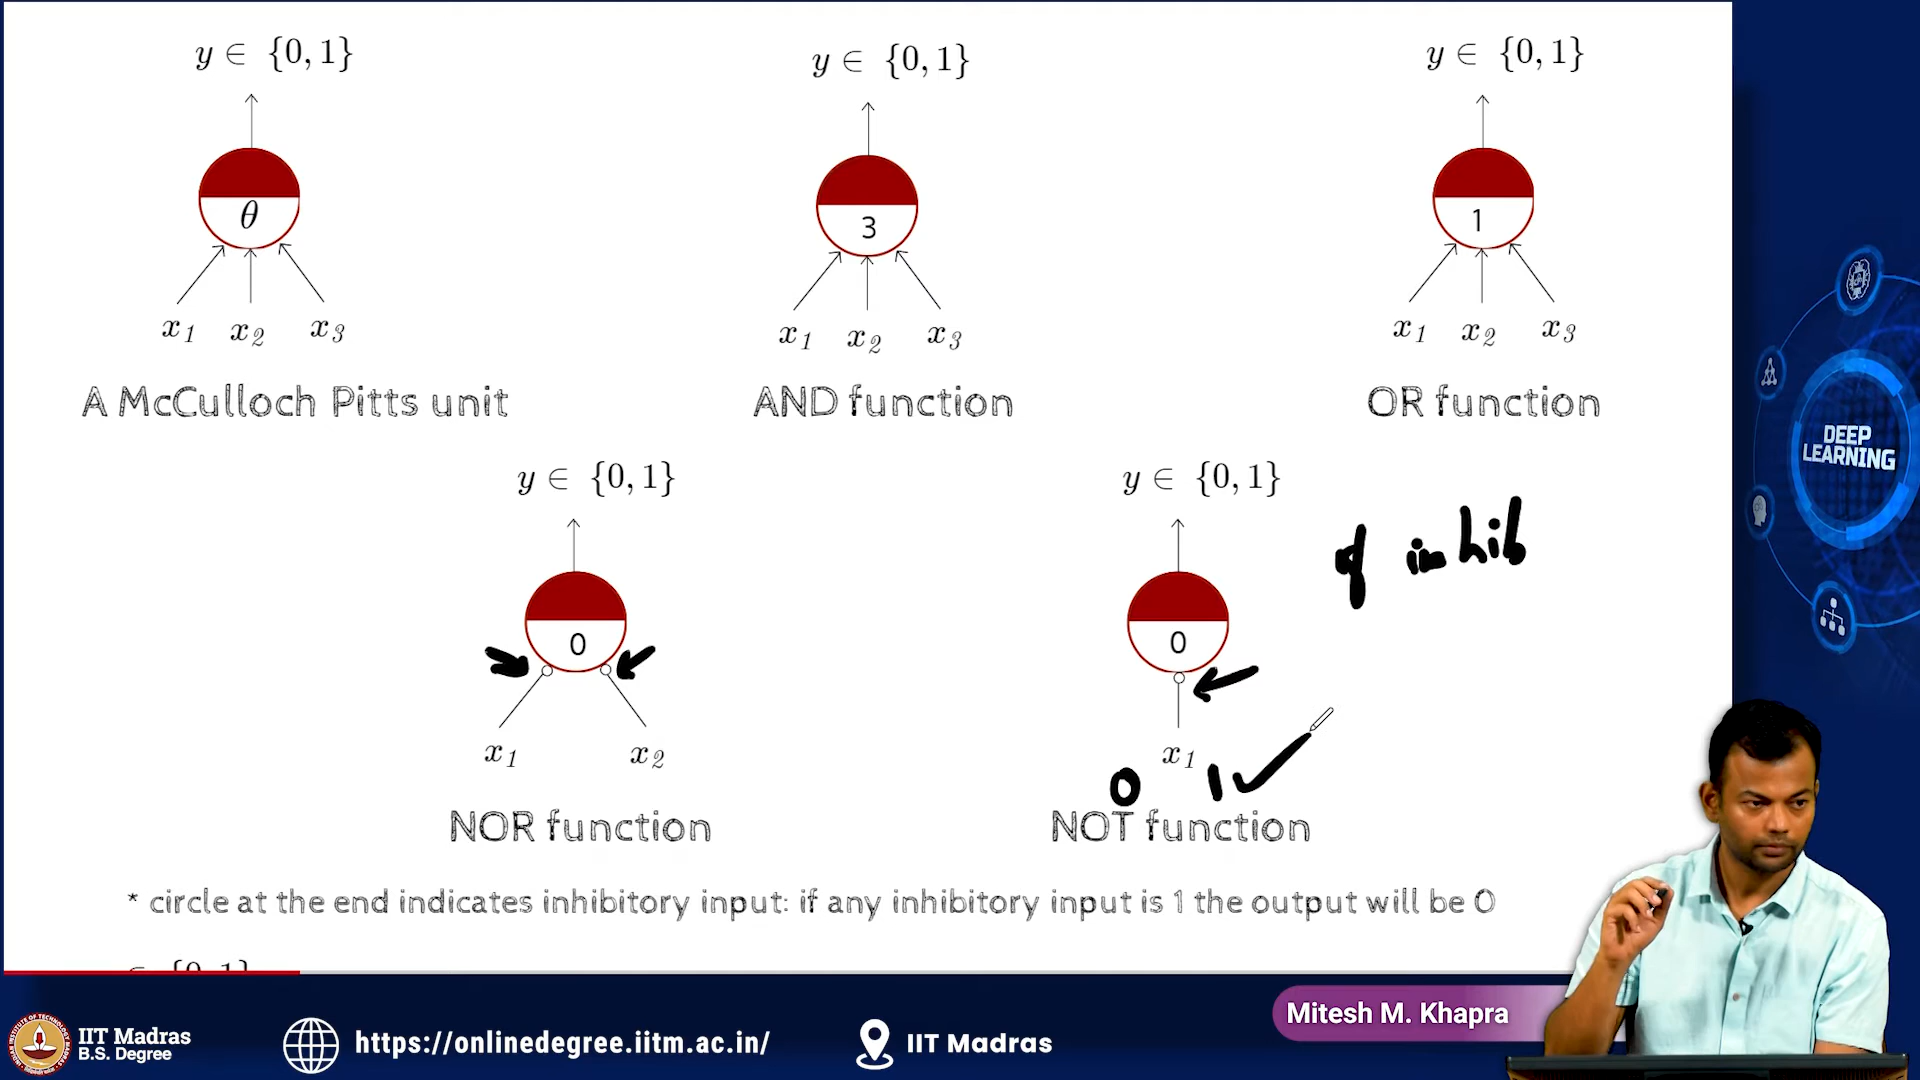 y ∈ {0, 1}
y ∈ {0, 1}
y ∈ {0, 1}
θ
3
1
x1 x2 x3
x1 x2 x3
x1 x2 x3
A McCulloch Pitts unit
AND function
OR function
y ∈ {0, 1}
y ∈ {0, 1}
inhib
0
0
x1 x2
x1
0 1
NOR function
NOT function
* circle at the end indicates inhibitory input: if any inhibitory input is 1 the output will be 0
DEEP
LEARNING
Mitesh M. Khapra
IIT Madras
B.S. Degree
https://onlinedegree.iitm.ac.in/
IIT Madras